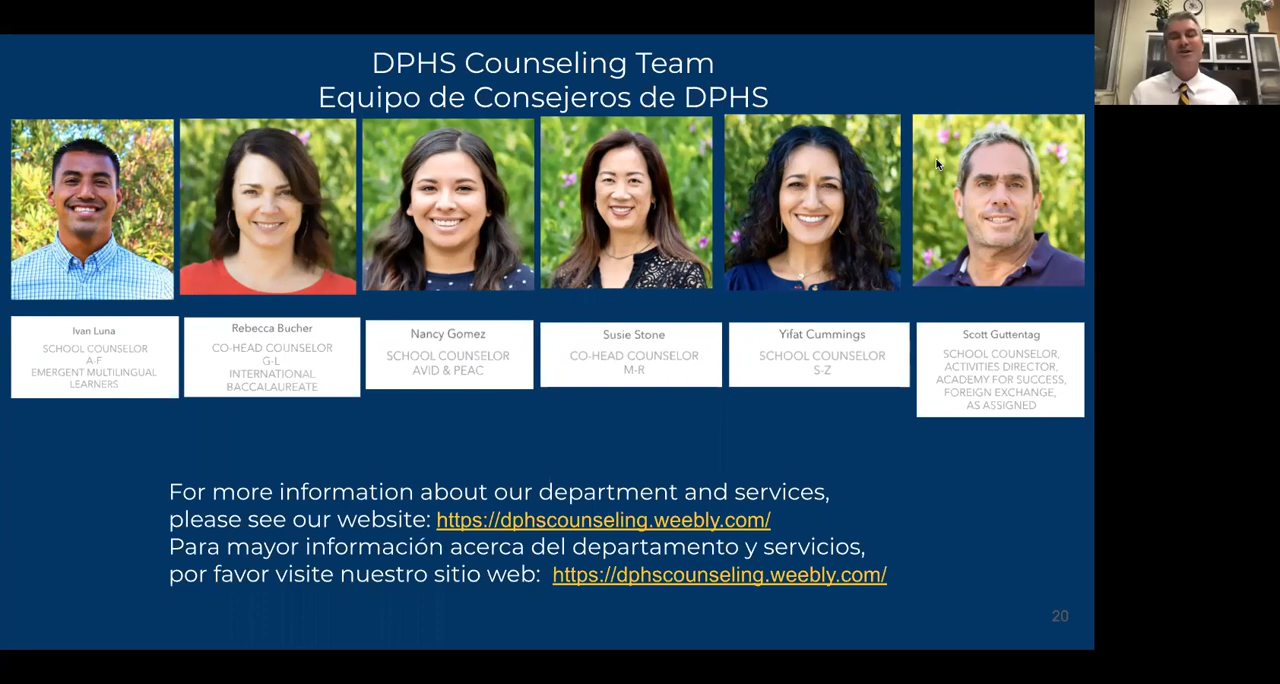 DPHS Counseling Team
Equipo de Consejeros de DPHS
Ivan Luna
SCHOOL COUNSELOR
A-F
EMERGENT MULTILINGUAL
LEARNERS
Rebecca Bucher
CO-HEAD COUNSELOR
G-L
INTERNATIONAL
BACCALAUREATE
Nancy Gomez
SCHOOL COUNSELOR
AVID & PEAC
Susie Stone
CO-HEAD COUNSELOR
M-R
Yifat Cummings
SCHOOL COUNSELOR
S-Z
Scott Guttentag
SCHOOL COUNSELOR,
ACTIVITIES DIRECTOR,
ACADEMY FOR SUCCESS,
FOREIGN EXCHANGE,
AS ASSIGNED
For more information about our department and services,
please see our website: https://dphscounseling.weebly.com/
Para mayor información acerca del departamento y servicios,
por favor visite nuestro sitio web: https://dphscounseling.weebly.com/
20